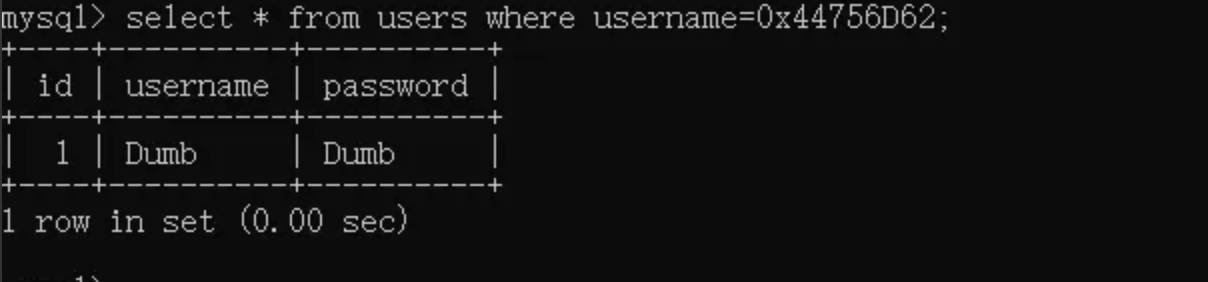 mysql> select * from users where username=0x44756D62;
+----+----------+----------+
| id | username | password |
+----+----------+----------+
| 1 | Dumb | Dumb |
+----+----------+----------+
1 row in set (0.00 sec)